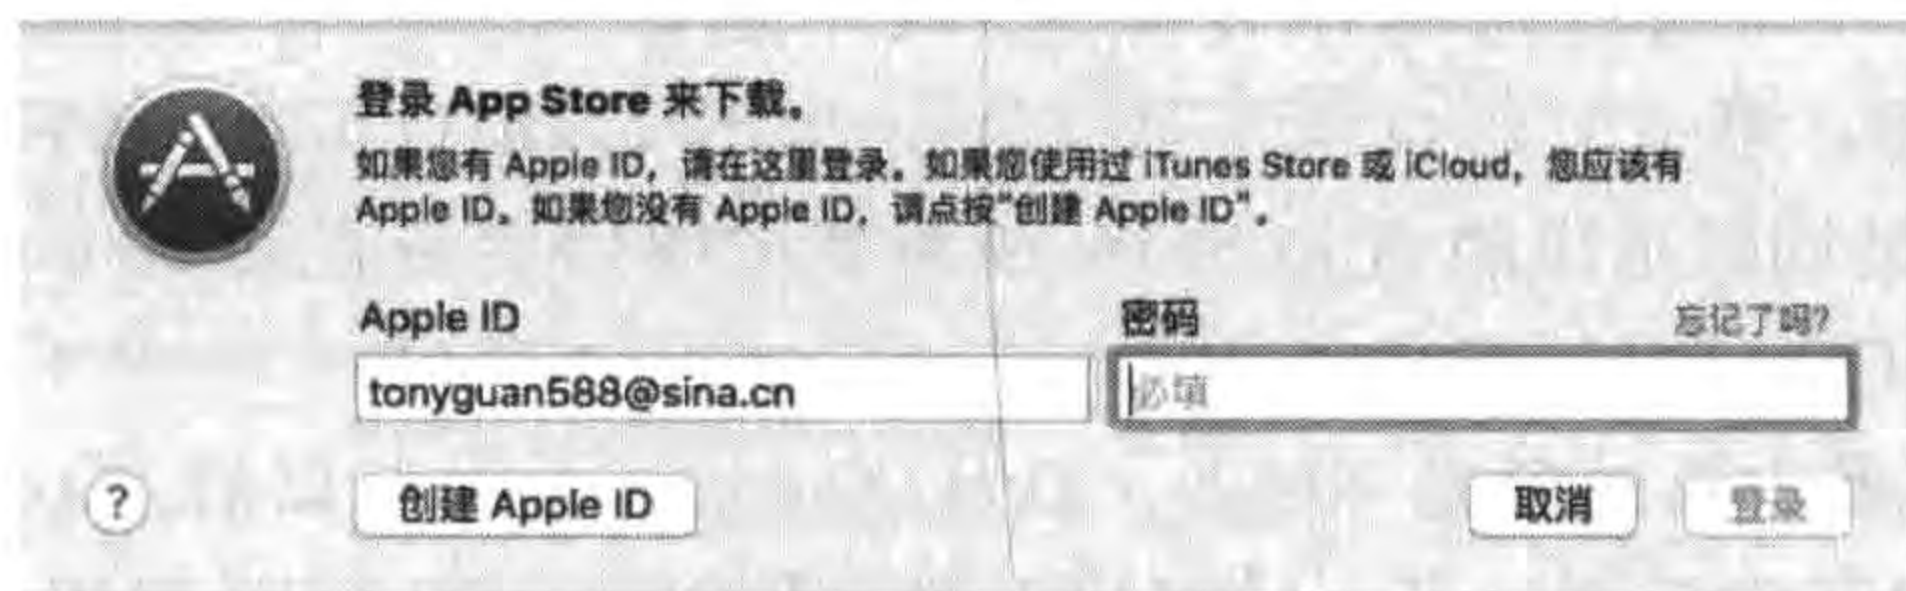 登录 App Store 来下载。
如果您有 Apple ID，请在这里登录。如果您使用过 iTunes Store 或 iCloud，您应该有
Apple ID。如果您没有 Apple ID，请点按“创建 Apple ID”。
Apple ID
密码
忘记了吗?
tonyguan588@sina.cn
必填
?
创建 Apple ID
取消
登录